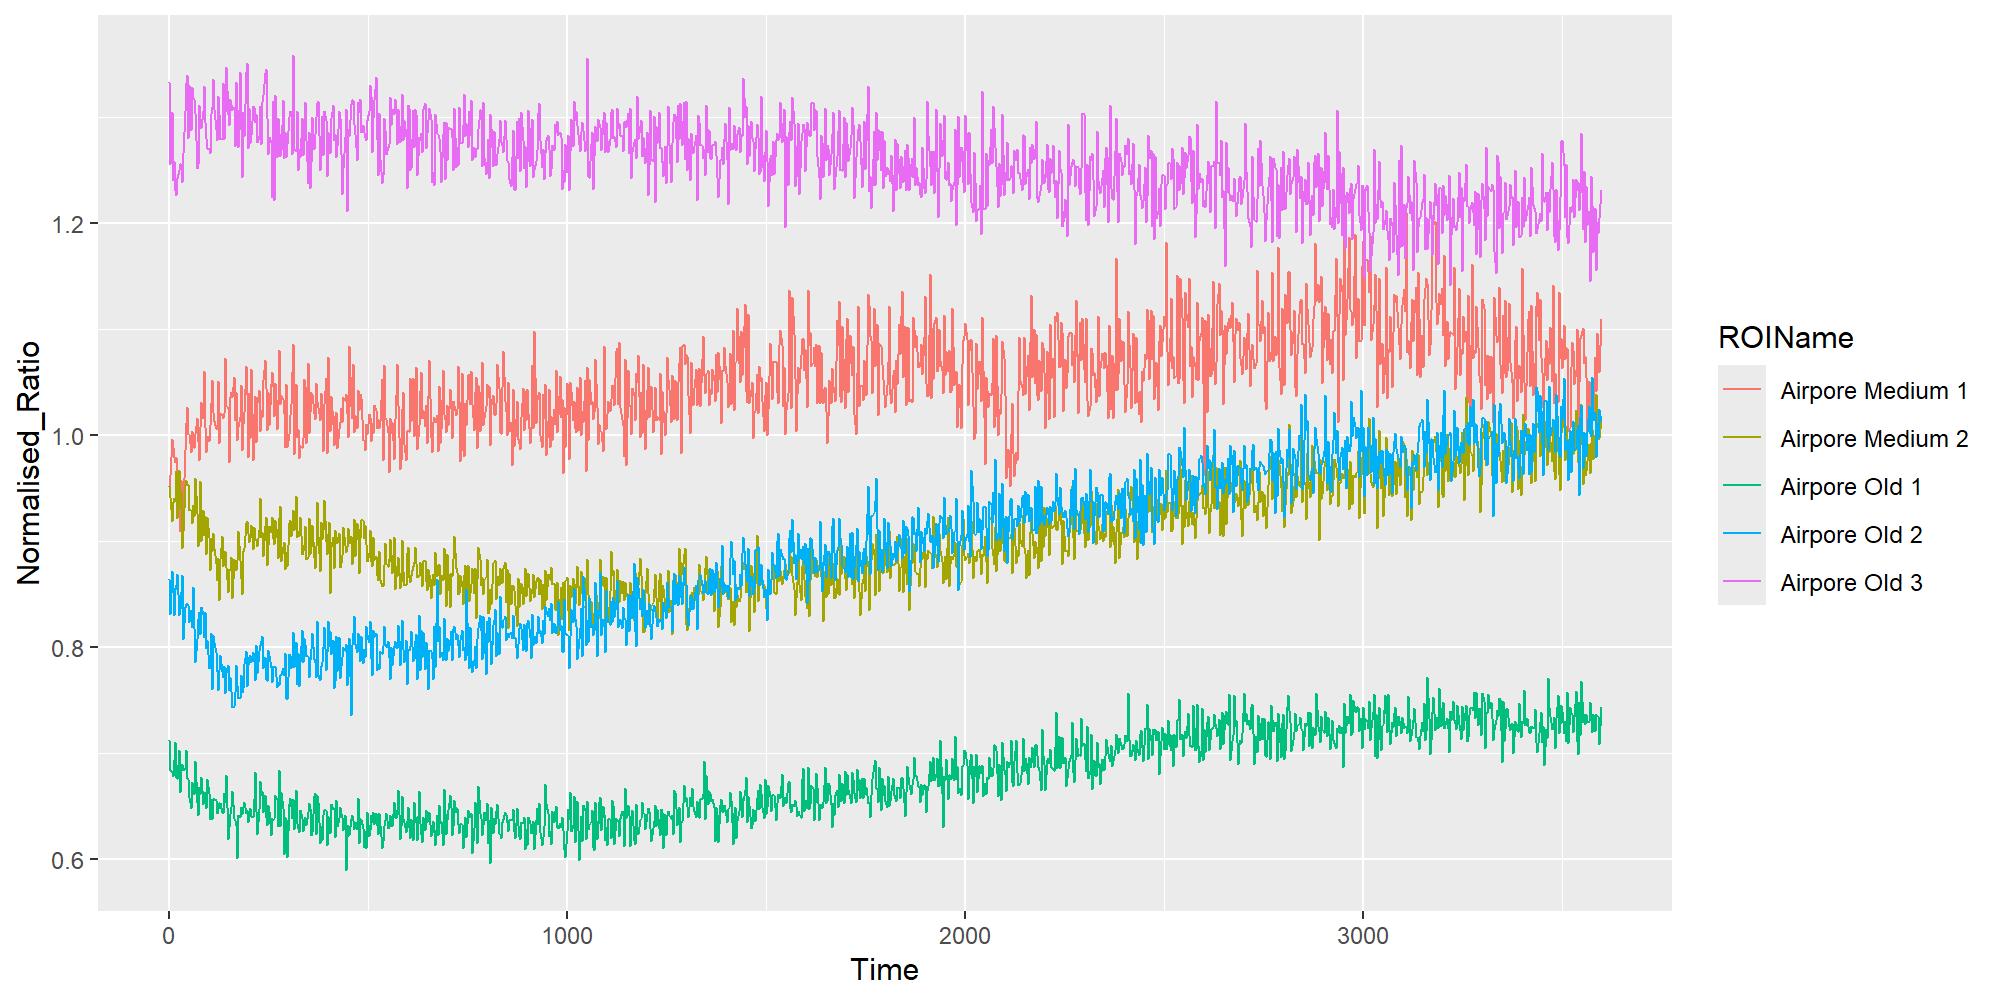 Normalised_Ratio
1.2
1.0
0.8
0.6
0
1000
2000
3000
Time
ROIName
Airpore Medium 1
Airpore Medium 2
Airpore Old 1
Airpore Old 2
Airpore Old 3